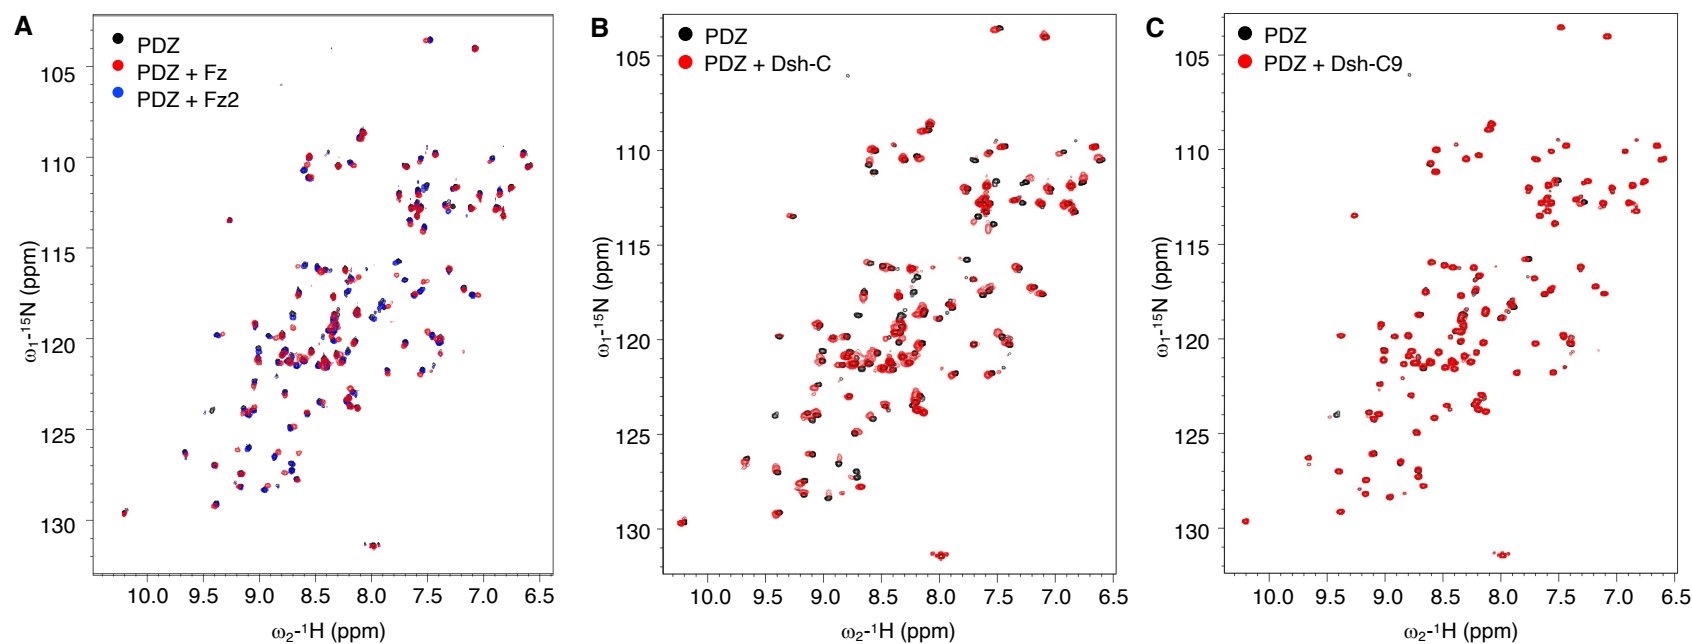 A
PDZ
PDZ + Fz
PDZ + Fz2
105
110
115
120
125
130
ω₁-¹⁵N (ppm)
10.0 9.5 9.0 8.5 8.0 7.5 7.0 6.5
ω₂-¹H (ppm)
B
PDZ
PDZ + Dsh-C
105
110
115
120
125
130
ω₁-¹⁵N (ppm)
10.0 9.5 9.0 8.5 8.0 7.5 7.0 6.5
ω₂-¹H (ppm)
C
PDZ
PDZ + Dsh-C9
105
110
115
120
125
130
ω₁-¹⁵N (ppm)
10.0 9.5 9.0 8.5 8.0 7.5 7.0 6.5
ω₂-¹H (ppm)